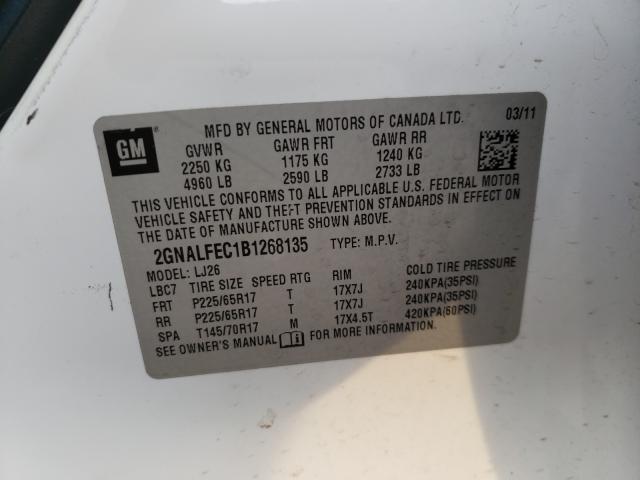 GM®
MFD BY GENERAL MOTORS OF CANADA LTD. 03/11
GVWR GAWR FRT GAWR RR
2250 KG 1175 KG 1240 KG
4960 LB 2590 LB 2733 LB
THIS VEHICLE CONFORMS TO ALL APPLICABLE U.S. FEDERAL MOTOR
VEHICLE SAFETY AND THEFT PREVENTION STANDARDS IN EFFECT ON
THE DATE OF MANUFACTURE SHOWN ABOVE.
2GNALFEC1B1268135 TYPE: M.P.V.
MODEL: LJ26
LBC7 TIRE SIZE SPEED RTG RIM COLD TIRE PRESSURE
FRT P225/65R17 T 17X7J 240KPA(35PSI)
RR P225/65R17 T 17X7J 240KPA(35PSI)
SPA T145/70R17 M 17X4.5T 420KPA(60PSI)
SEE OWNER'S MANUAL FOR MORE INFORMATION